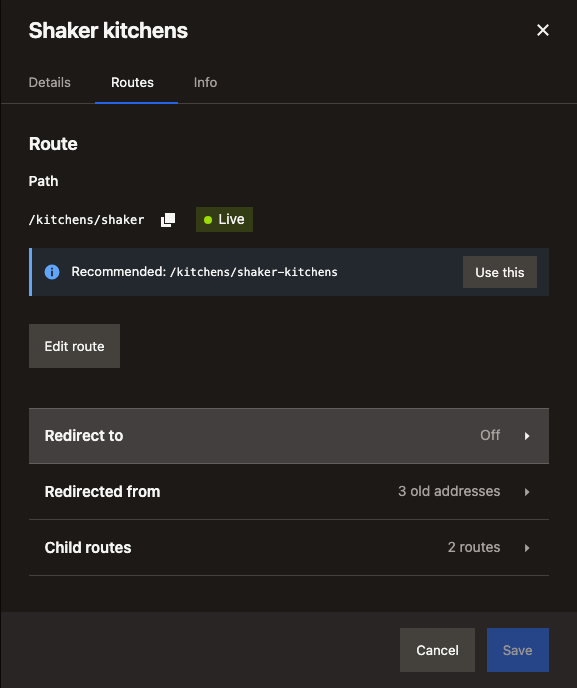 Shaker kitchens
Details Routes Info
Route
Path
/kitchens/shaker Live
Recommended: /kitchens/shaker-kitchens Use this
Edit route
Redirect to Off
Redirected from 3 old addresses
Child routes 2 routes
Cancel Save